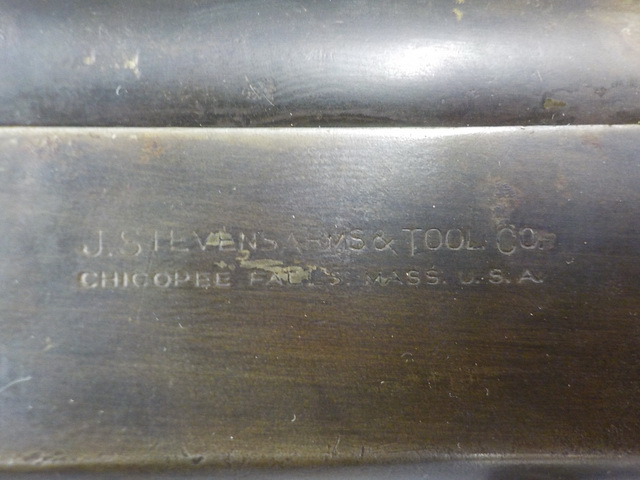 J. STEVENS ARMS & TOOL CO.
CHICOPEE FALLS. MASS. U.S.A.